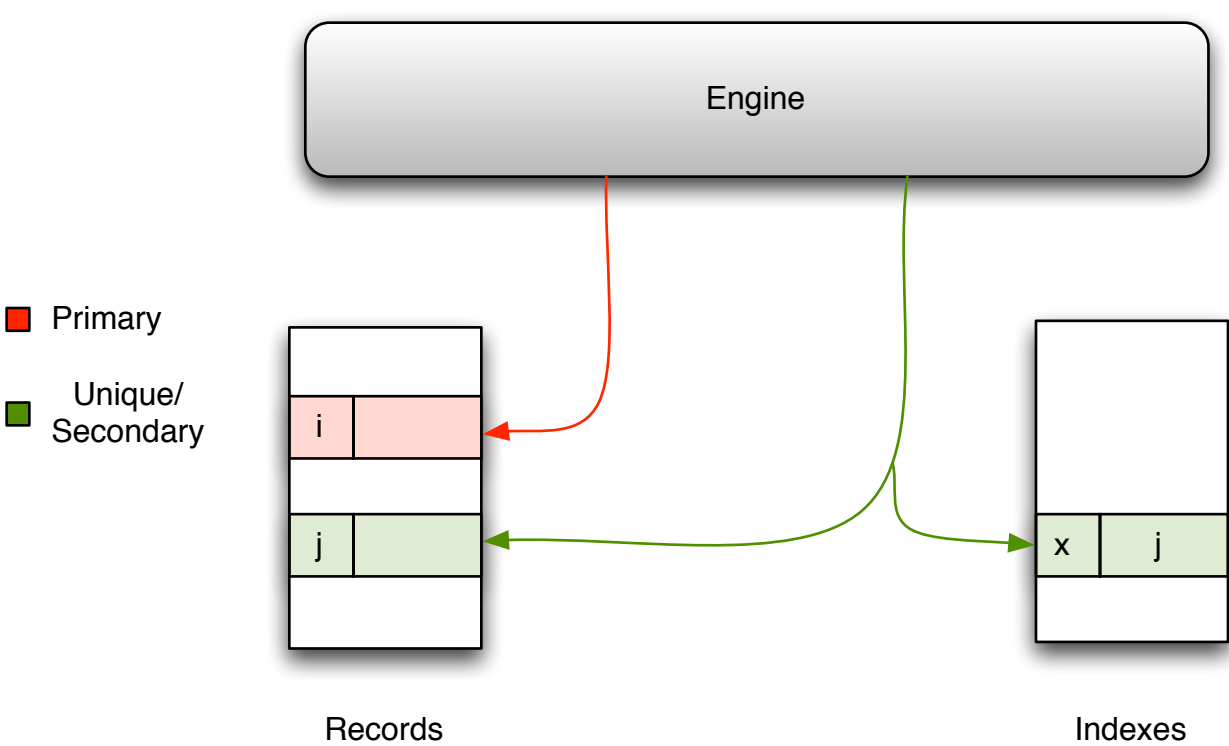 Engine
Primary
Unique/
Secondary
i
j
x
j
Records
Indexes